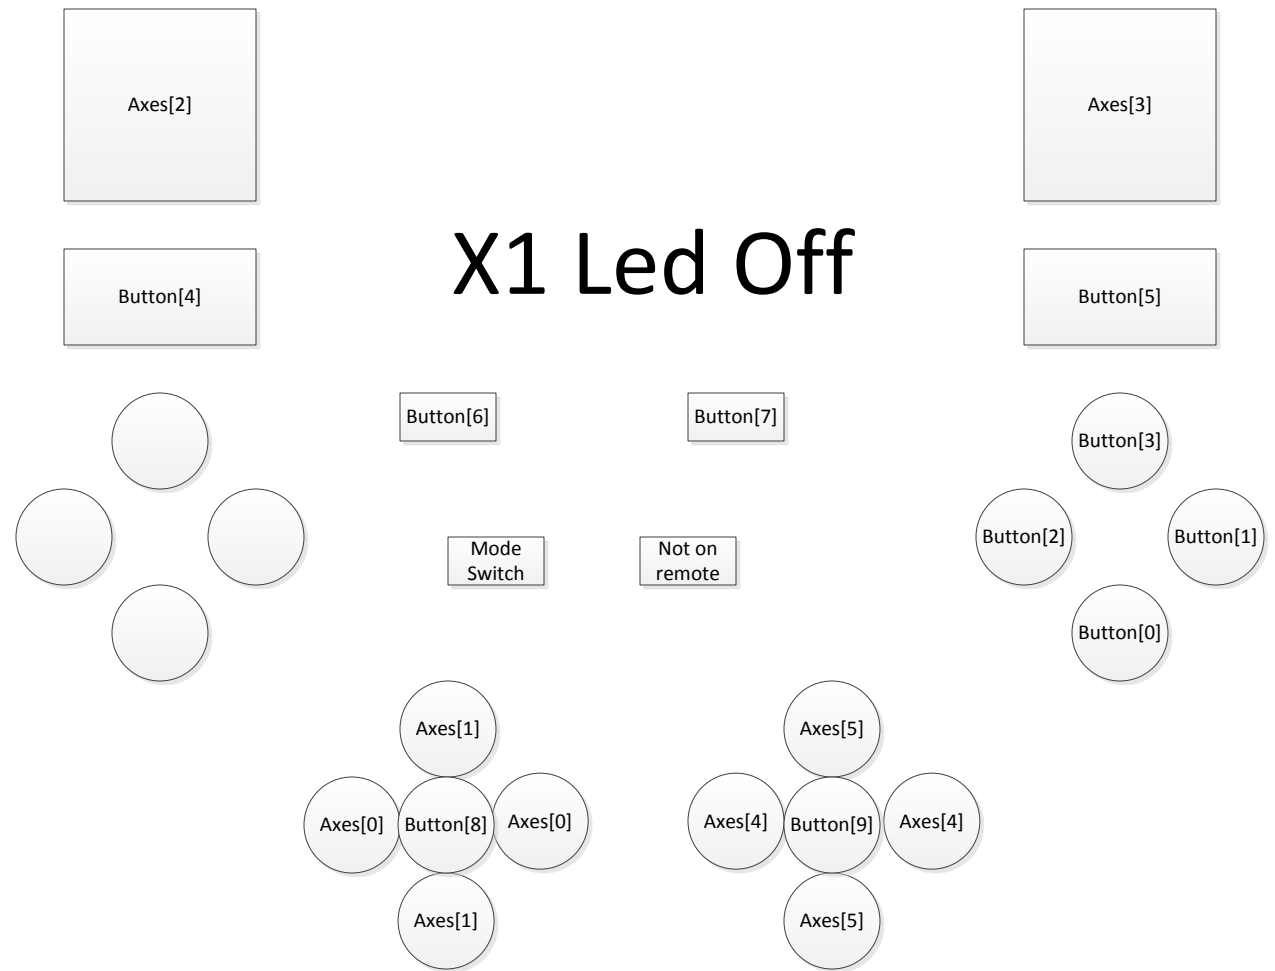 Axes[2]
Axes[3]
X1 Led Off
Button[4]
Button[5]
Button[6]
Button[7]
Button[3]
Button[2]
Button[1]
Mode
Switch
Not on
remote
Button[0]
Axes[1]
Axes[5]
Axes[0]
Button[8]
Axes[0]
Axes[4]
Button[9]
Axes[4]
Axes[1]
Axes[5]